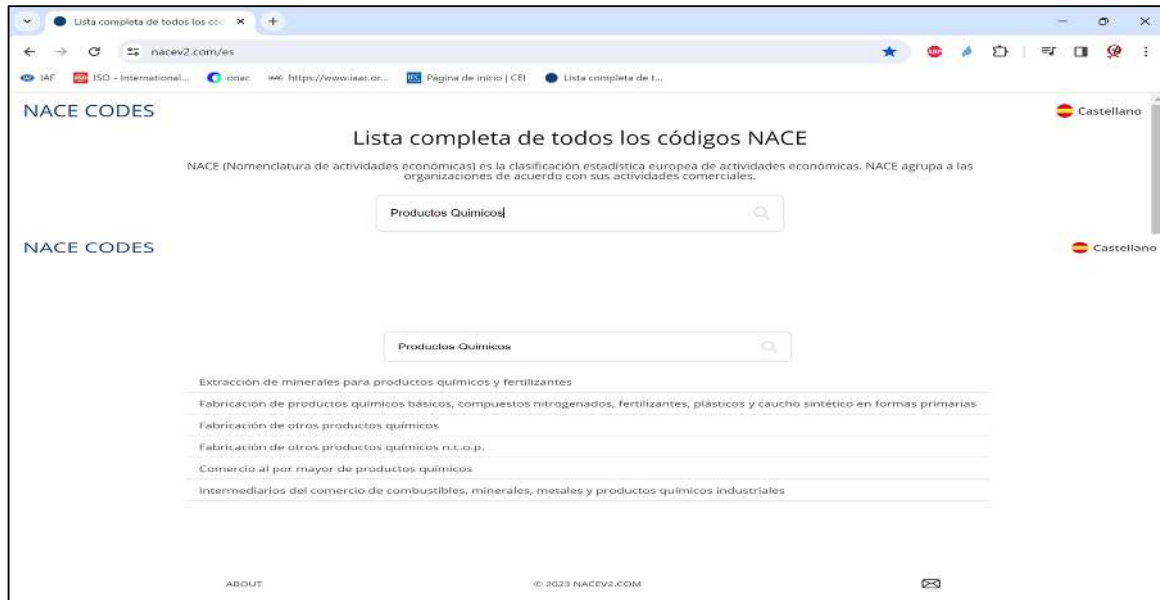 Lista completa de todos los có
nacev2.com/es
ABP
IAF ISO - International... onac IAAC https://www.iaac.or... IEC Página de inicio | CEI Lista completa de t...
NACE CODES
Castellano
Lista completa de todos los códigos NACE
NACE (Nomenclatura de actividades económicas) es la clasificación estadística europea de actividades económicas. NACE agrupa a las
organizaciones de acuerdo con sus actividades comerciales.
Productos Quimicos
NACE CODES
Castellano
Productos Quimicos
Extracción de minerales para productos químicos y fertilizantes
Fabricación de productos químicos básicos, compuestos nitrogenados, fertilizantes, plásticos y caucho sintético en formas primarias
Fabricación de otros productos químicos
Fabricación de otros productos químicos n.c.o.p.
Comercio al por mayor de productos químicos
Intermediarios del comercio de combustibles, minerales, metales y productos químicos industriales
ABOUT
© 2023 NACEV2.COM